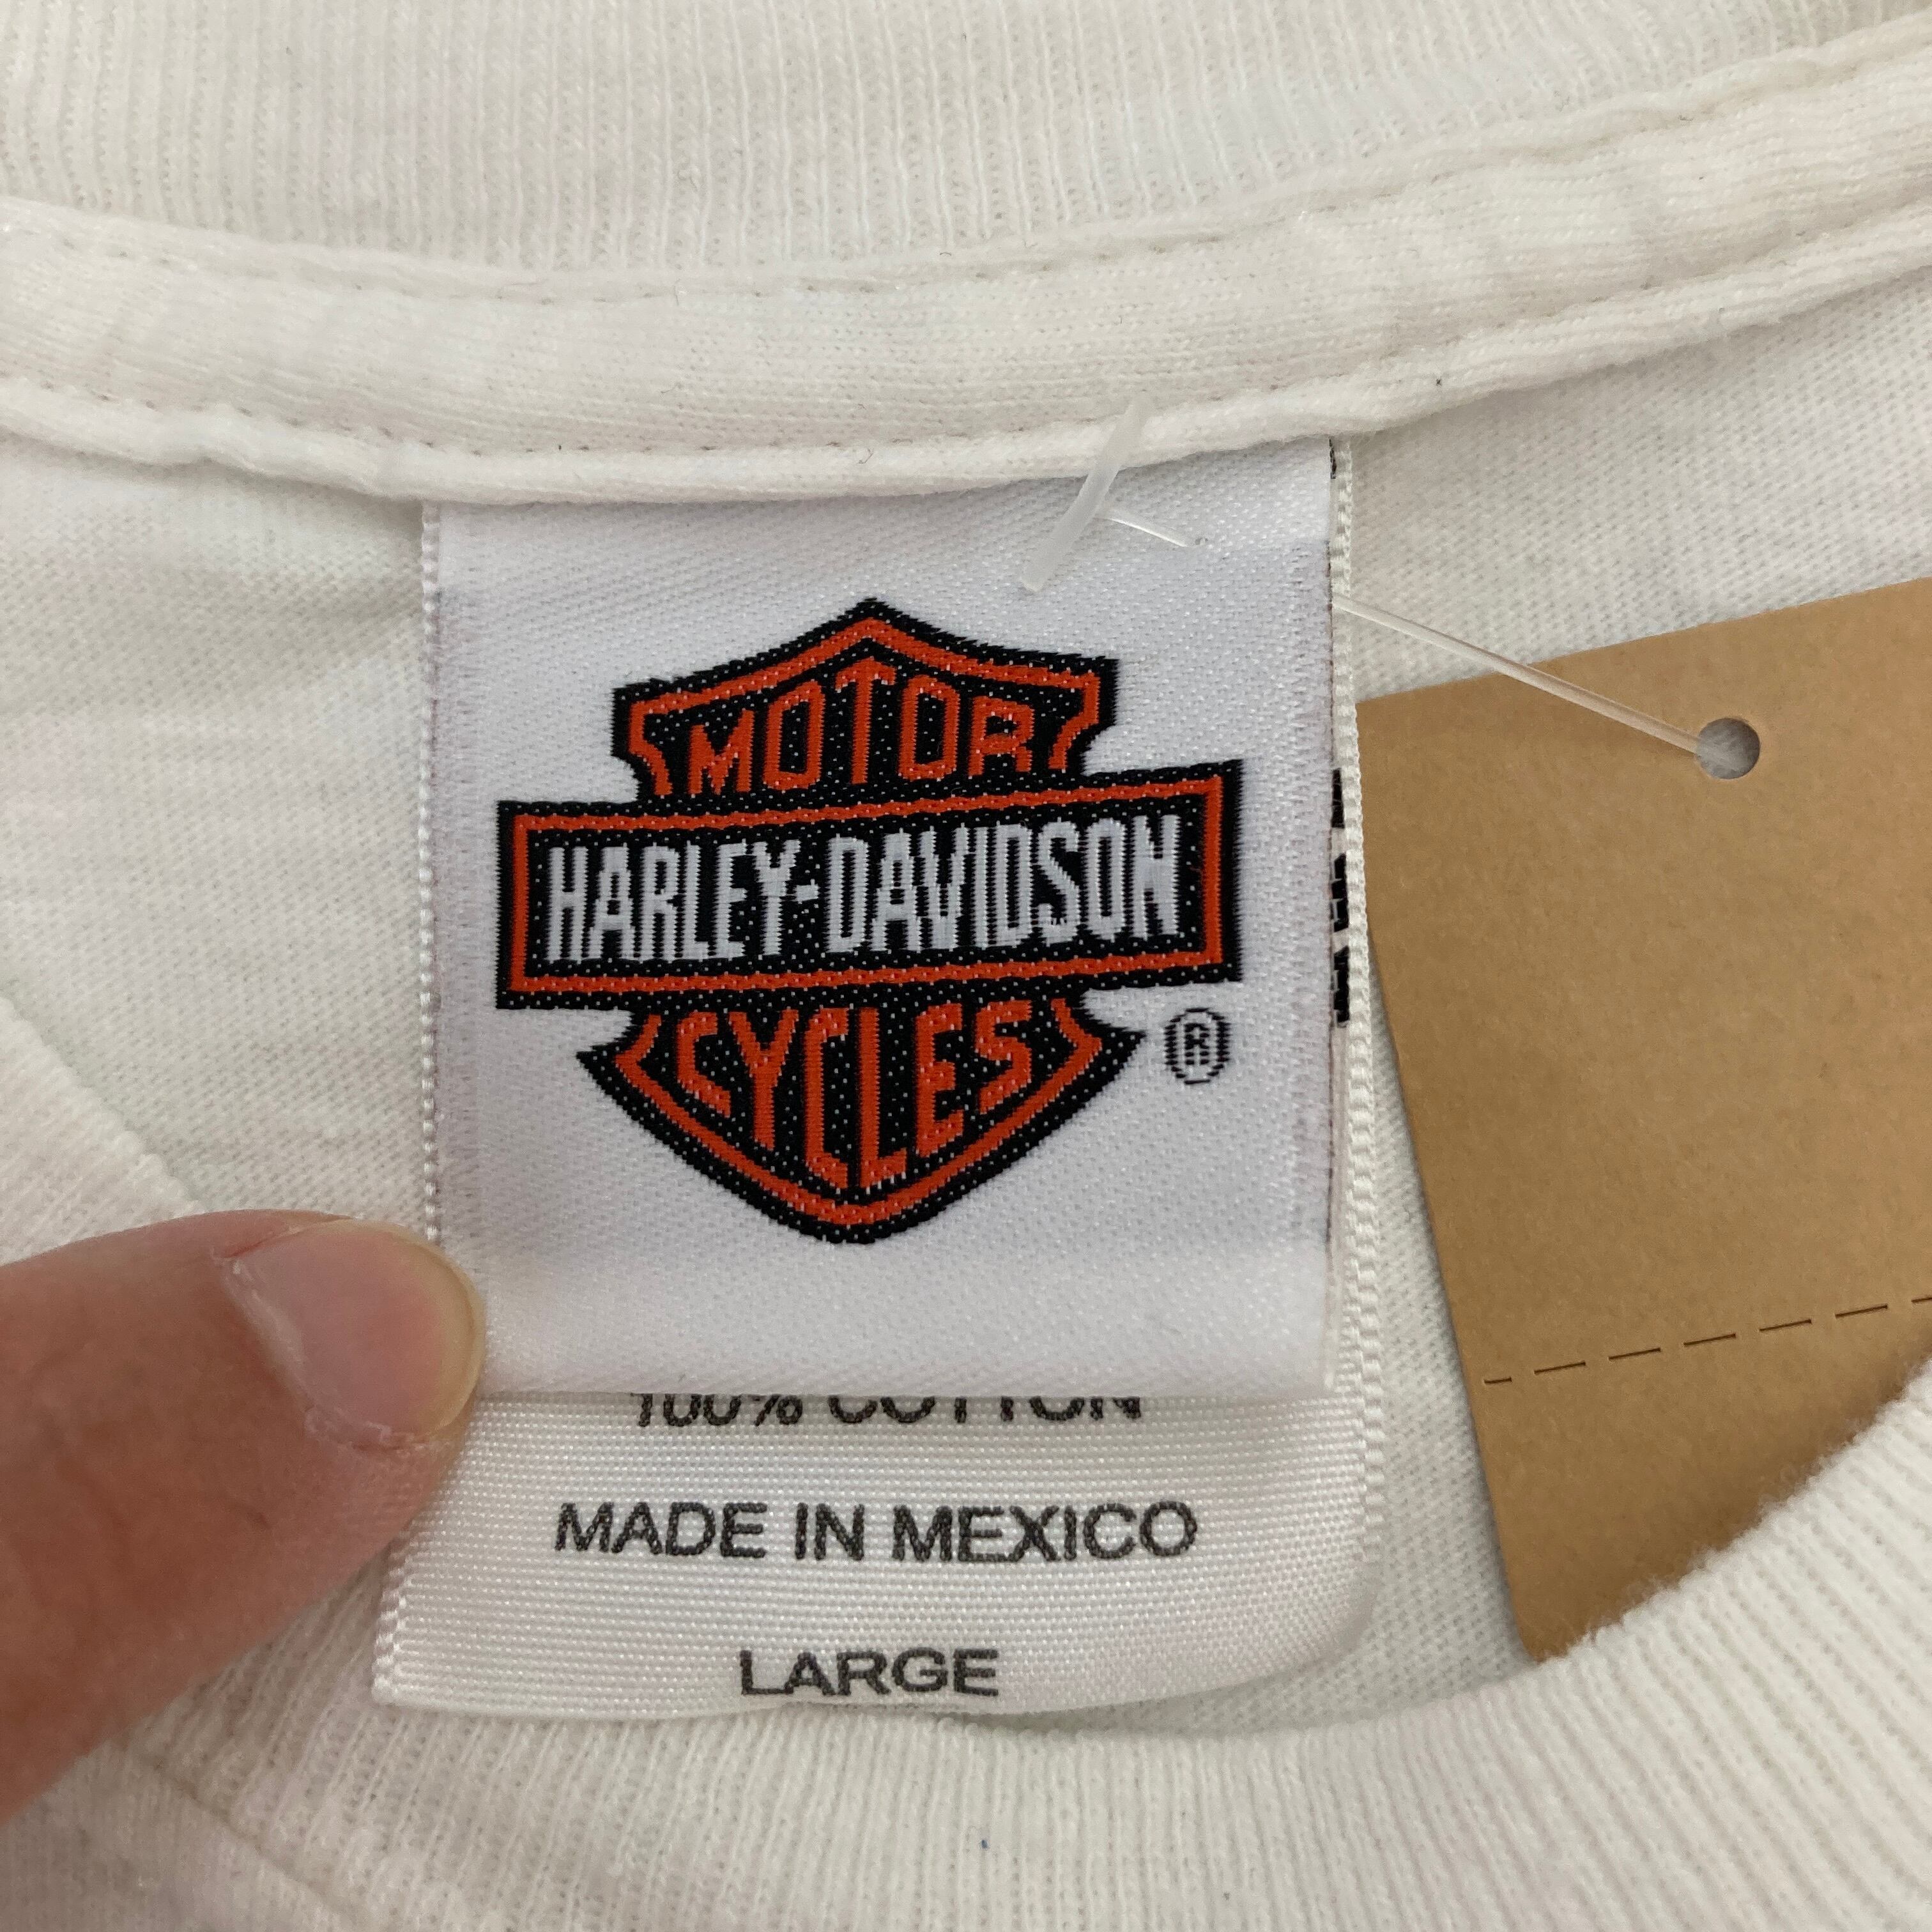 MOTOR
HARLEY-DAVIDSON
CYCLES
®
100% COTTON
MADE IN MEXICO
LARGE